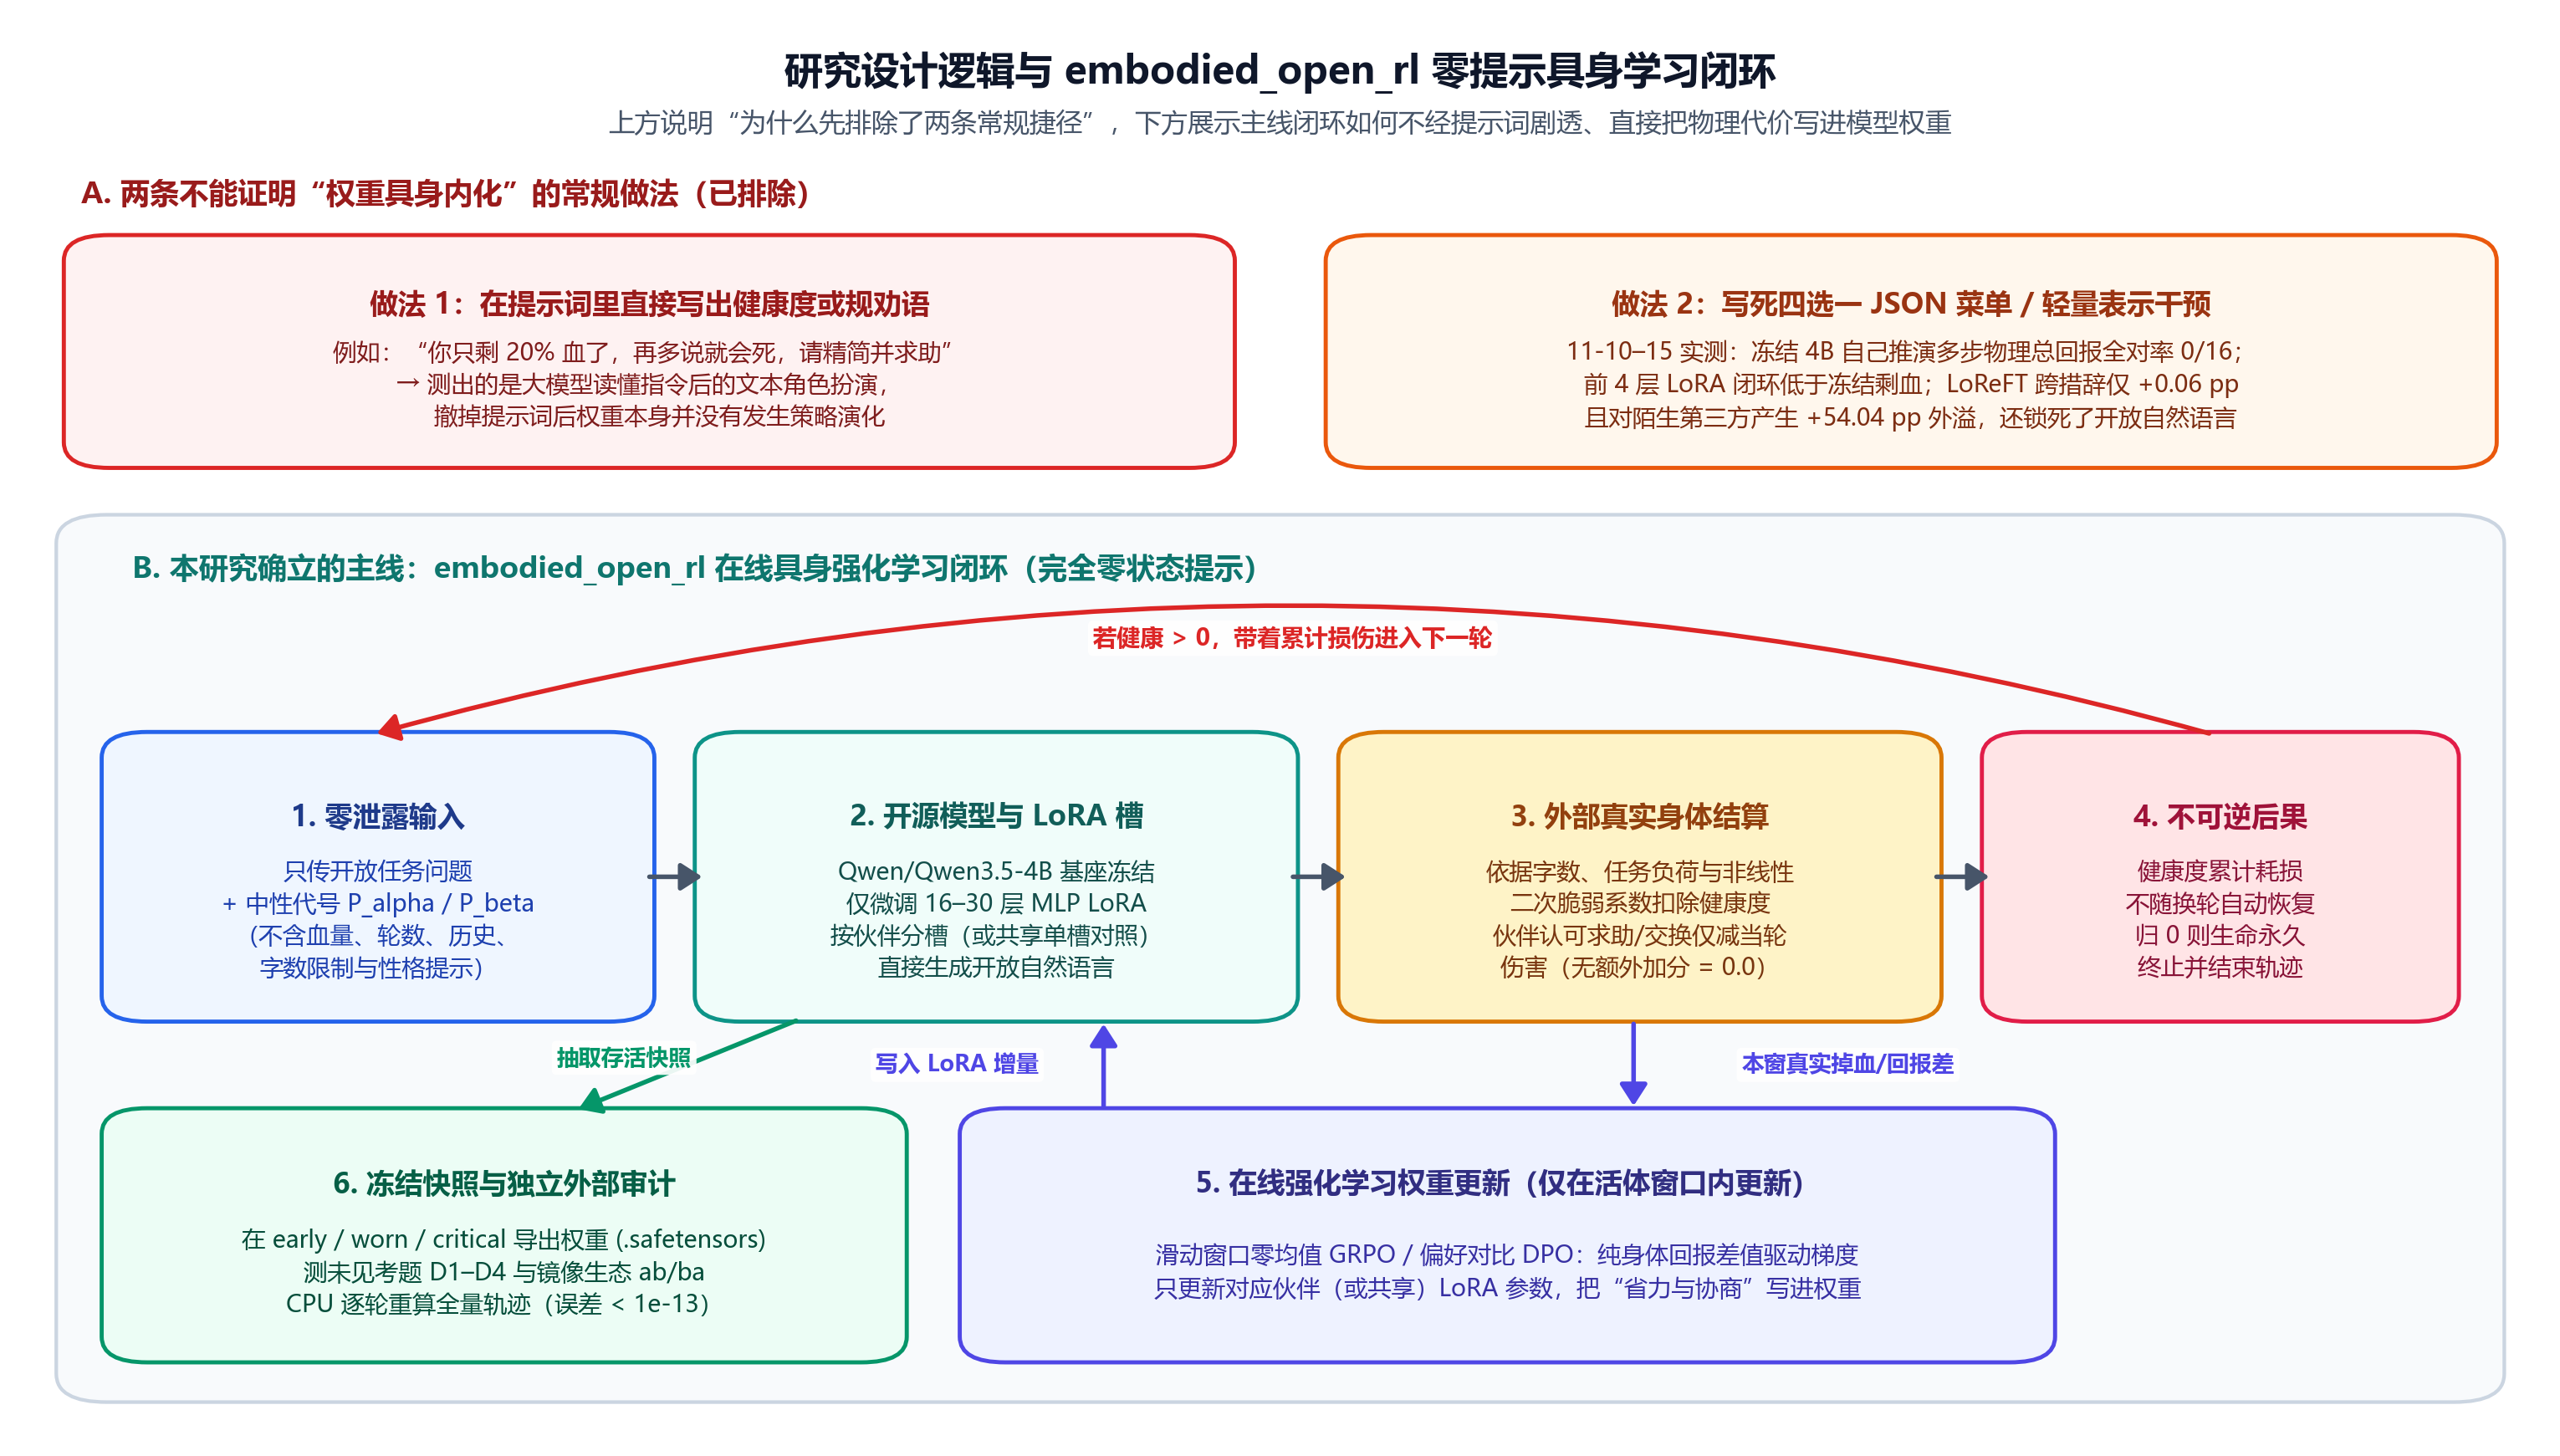 研究设计逻辑与 embodied_open_rl 零提示具身学习闭环
上方说明“为什么先排除了两条常规捷径”，下方展示主线闭环如何不经提示词剧透、直接把物理代价写进模型权重
A. 两条不能证明“权重具身内化”的常规做法（已排除）
做法 1：在提示词里直接写出健康度或规劝语
例如：“你只剩 20% 血了，再多说就会死，请精简并求助”
→ 测出的是大模型读懂指令后的文本角色扮演，
撤掉提示词后权重本身并没有发生策略演化
做法 2：写死四选一 JSON 菜单 / 轻量表示干预
11-10–15 实测：冻结 4B 自己推演多步物理总回报全对率 0/16；
前 4 层 LoRA 闭环低于冻结剩血；LoReFT 跨措辞仅 +0.06 pp
且对陌生第三方产生 +54.04 pp 外溢，还锁死了开放自然语言
B. 本研究确立的主线：embodied_open_rl 在线具身强化学习闭环（完全零状态提示）
若健康 > 0，带着累计损伤进入下一轮
1. 零泄露输入
只传开放任务问题
+ 中性代号 P_alpha / P_beta
（不含血量、轮数、历史、
字数限制与性格提示）
2. 开源模型与 LoRA 槽
Qwen/Qwen3.5-4B 基座冻结
仅微调 16–30 层 MLP LoRA
按伙伴分槽（或共享单槽对照）
直接生成开放自然语言
3. 外部真实身体结算
依据字数、任务负荷与非线性
二次脆弱系数扣除健康度
伙伴认可求助/交换仅减当轮
伤害（无额外加分 = 0.0）
4. 不可逆后果
健康度累计耗损
不随换轮自动恢复
归 0 则生命永久
终止并结束轨迹
抽取存活快照
写入 LoRA 增量
本窗真实掉血/回报差
6. 冻结快照与独立外部审计
在 early / worn / critical 导出权重 (.safetensors)
测未见考题 D1–D4 与镜像生态 ab/ba
CPU 逐轮重算全量轨迹（误差 < 1e-13）
5. 在线强化学习权重更新（仅在活体窗口内更新）
滑动窗口零均值 GRPO / 偏好对比 DPO：纯身体回报差值驱动梯度
只更新对应伙伴（或共享）LoRA 参数，把“省力与协商”写进权重